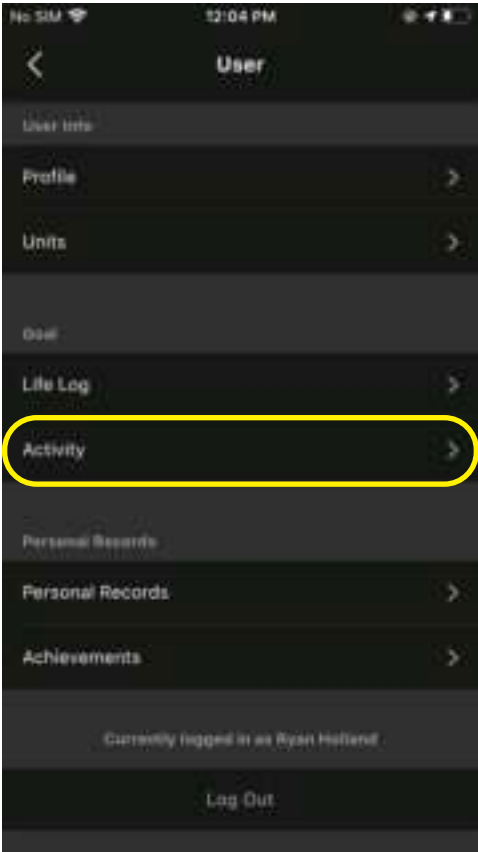 No SIM 12:04 PM
User
User Info
Profile
Units
Goal
Life Log
Activity
Personal Records
Personal Records
Achievements
Currently logged in as Ryan Holland
Log Out